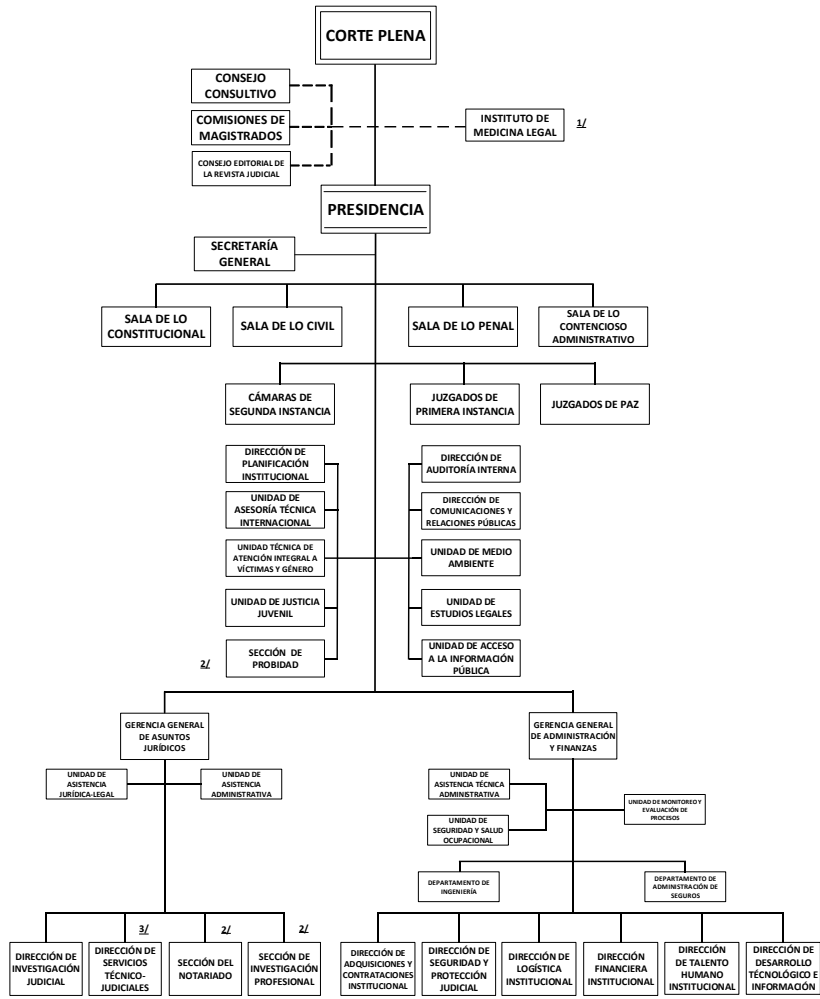 CORTE PLENA
CONSEJO
CONSULTIVO
COMISIONES DE
MAGISTRADOS
INSTITUTO DE
MEDICINA LEGAL
1/
CONSEJO EDITORIAL DE
LA REVISTA JUDICIAL
PRESIDENCIA
SECRETARÍA
GENERAL
SALA DE LO
CONSTITUCIONAL
SALA DE LO CIVIL
SALA DE LO PENAL
SALA DE LO
CONTENCIOSO
ADMINISTRATIVO
CÁMARAS DE
SEGUNDA INSTANCIA
JUZGADOS DE
PRIMERA INSTANCIA
JUZGADOS DE PAZ
DIRECCIÓN DE
PLANIFICACIÓN
INSTITUCIONAL
DIRECCIÓN DE
AUDITORÍA INTERNA
UNIDAD DE
ASESORÍA TÉCNICA
INTERNACIONAL
DIRECCIÓN DE
COMUNICACIONES Y
RELACIONES PÚBLICAS
UNIDAD TÉCNICA DE
ATENCIÓN INTEGRAL A
VÍCTIMAS Y GÉNERO
UNIDAD DE MEDIO
AMBIENTE
UNIDAD DE JUSTICIA
JUVENIL
UNIDAD DE
ESTUDIOS LEGALES
2/
SECCIÓN DE
PROBIDAD
UNIDAD DE ACCESO
A LA INFORMACIÓN
PÚBLICA
GERENCIA GENERAL
DE ASUNTOS
JURÍDICOS
GERENCIA GENERAL
DE ADMINISTRACIÓN
Y FINANZAS
UNIDAD DE
ASISTENCIA
JURÍDICA-LEGAL
UNIDAD DE
ASISTENCIA
ADMINISTRATIVA
UNIDAD DE
ASISTENCIA TÉCNICA
ADMINISTRATIVA
UNIDAD DE MONITOREO Y
EVALUACIÓN DE
PROCESOS
UNIDAD DE
SEGURIDAD Y SALUD
OCUPACIONAL
DEPARTAMENTO DE
INGENIERÍA
DEPARTAMENTO DE
ADMINISTRACIÓN DE
SEGUROS
DIRECCIÓN DE
INVESTIGACIÓN
JUDICIAL
3/
DIRECCIÓN DE
SERVICIOS
TÉCNICO-
JUDICIALES
2/
SECCIÓN DEL
NOTARIADO
2/
SECCIÓN DE
INVESTIGACIÓN
PROFESIONAL
DIRECCIÓN DE
ADQUISICIONES Y
CONTRATACIONES
INSTITUCIONAL
DIRECCIÓN DE
SEGURIDAD Y
PROTECCIÓN
JUDICIAL
DIRECCIÓN DE
LOGÍSTICA
INSTITUCIONAL
DIRECCIÓN
FINANCIERA
INSTITUCIONAL
DIRECCIÓN
DE TALENTO
HUMANO
INSTITUCIONAL
DIRECCIÓN DE
DESARROLLO
TÉCNOLÓGICO E
INFORMACIÓN